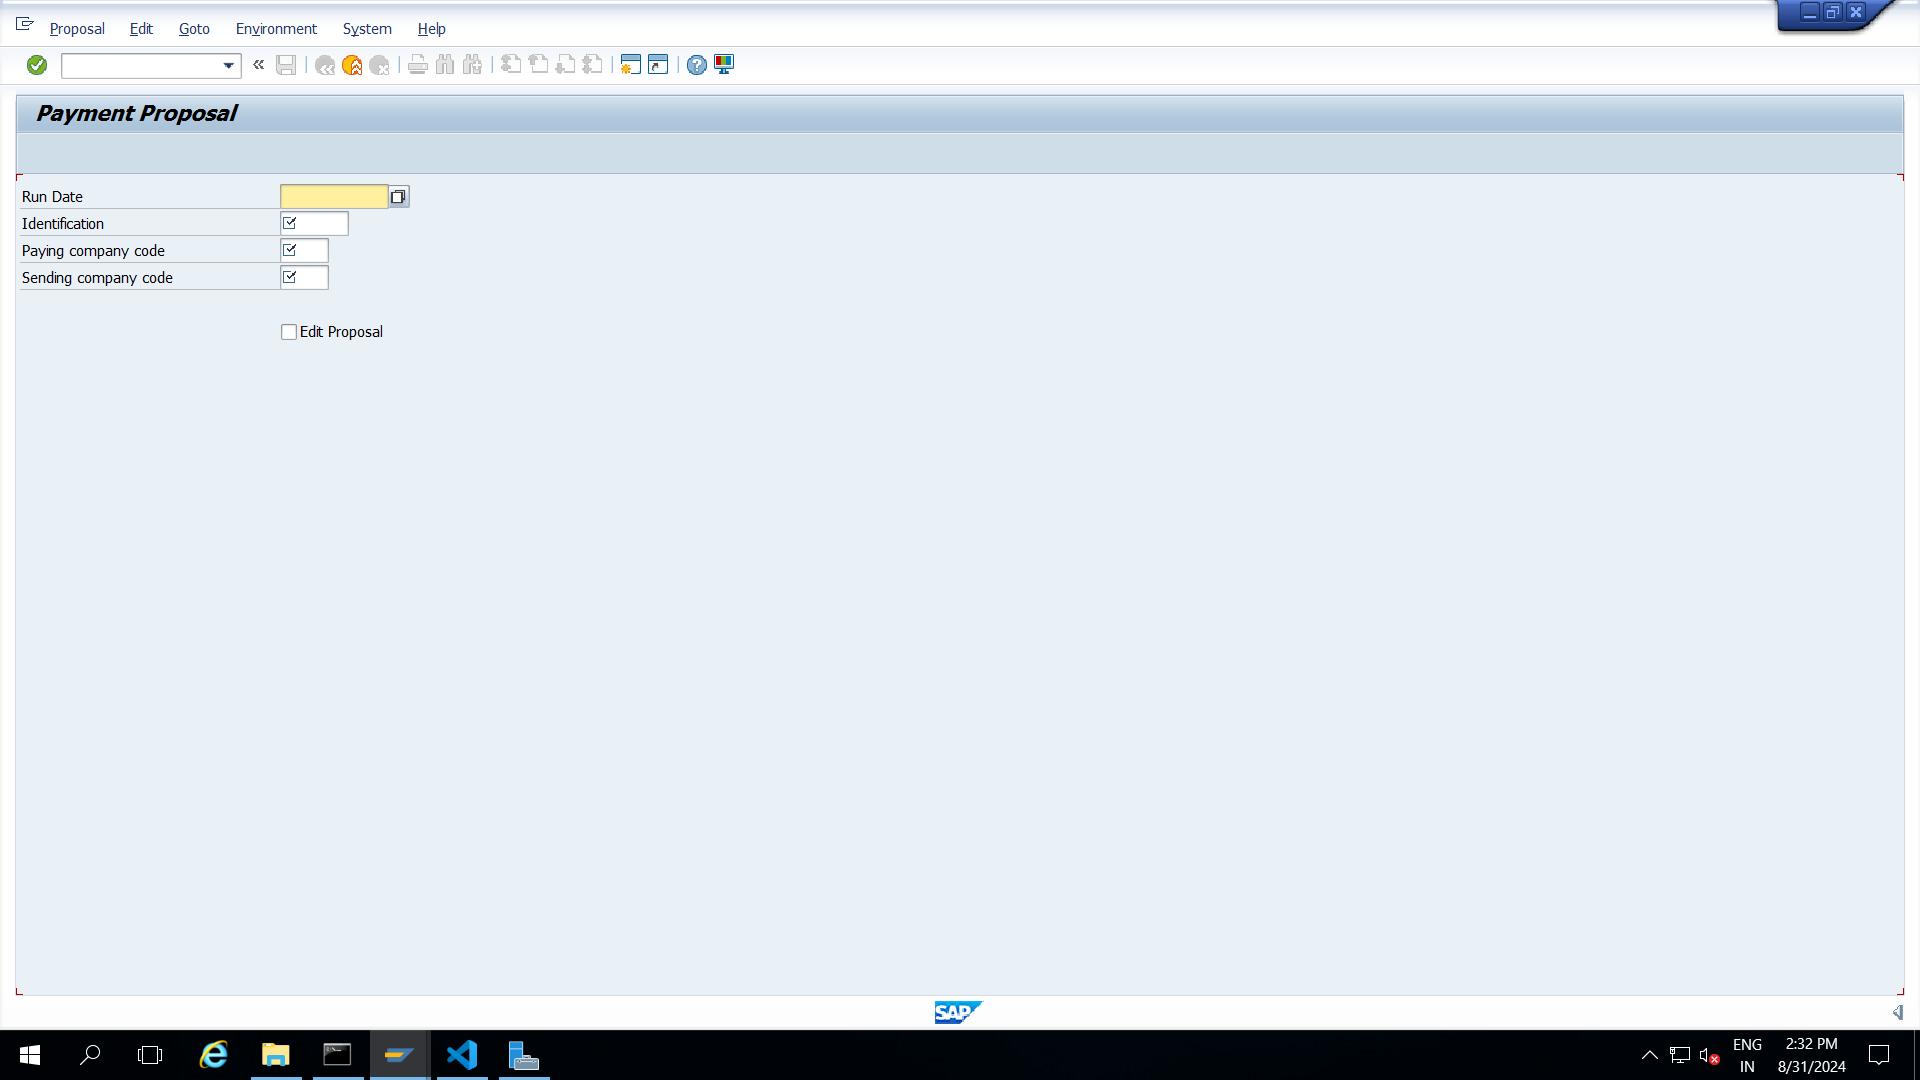 Proposal Edit Goto Environment System Help
Payment Proposal
Run Date
Identification
Paying company code
Sending company code
Edit Proposal
SAP
ENG
IN
2:32 PM
8/31/2024